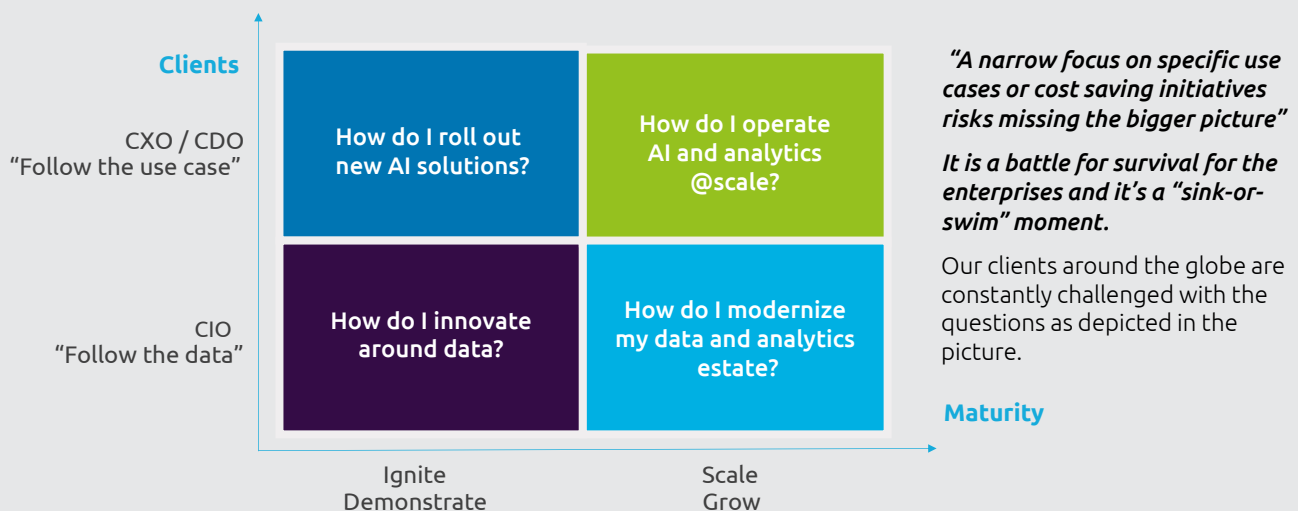 Clients
CXO / CDO
“Follow the use case”
CIO
“Follow the data”
How do I roll out
new AI solutions?
How do I operate
AI and analytics
@scale?
How do I innovate
around data?
How do I modernize
my data and analytics
estate?
Ignite
Demonstrate
Scale
Grow
Maturity
“A narrow focus on specific use
cases or cost saving initiatives
risks missing the bigger picture”
It is a battle for survival for the
enterprises and it’s a “sink-or-
swim” moment.
Our clients around the globe are
constantly challenged with the
questions as depicted in the
picture.